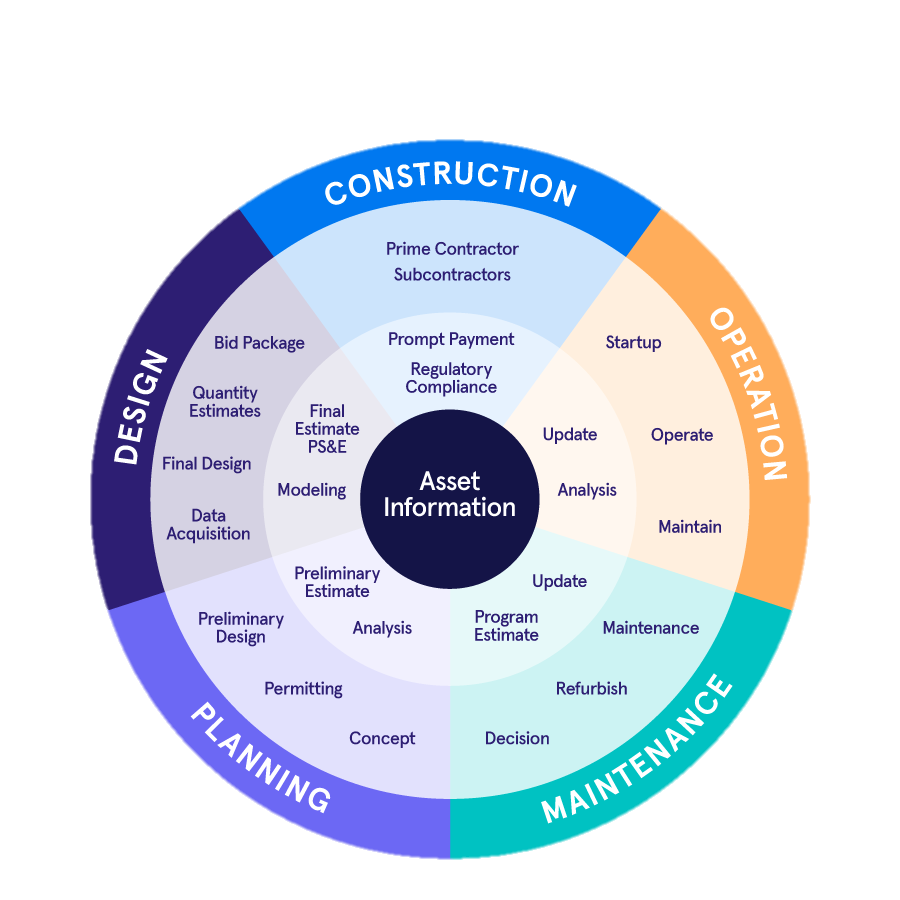 CONSTRUCTION
Prime Contractor
Subcontractors
Prompt Payment
Regulatory
Compliance
OPERATION
Startup
Operate
Maintain
Update
Analysis
MAINTENANCE
Maintenance
Refurbish
Decision
Update
Program
Estimate
PLANNING
Concept
Permitting
Preliminary
Design
Analysis
Preliminary
Estimate
DESIGN
Data
Acquisition
Final Design
Quantity
Estimates
Bid Package
Modeling
Final
Estimate
PS&E
Asset
Information